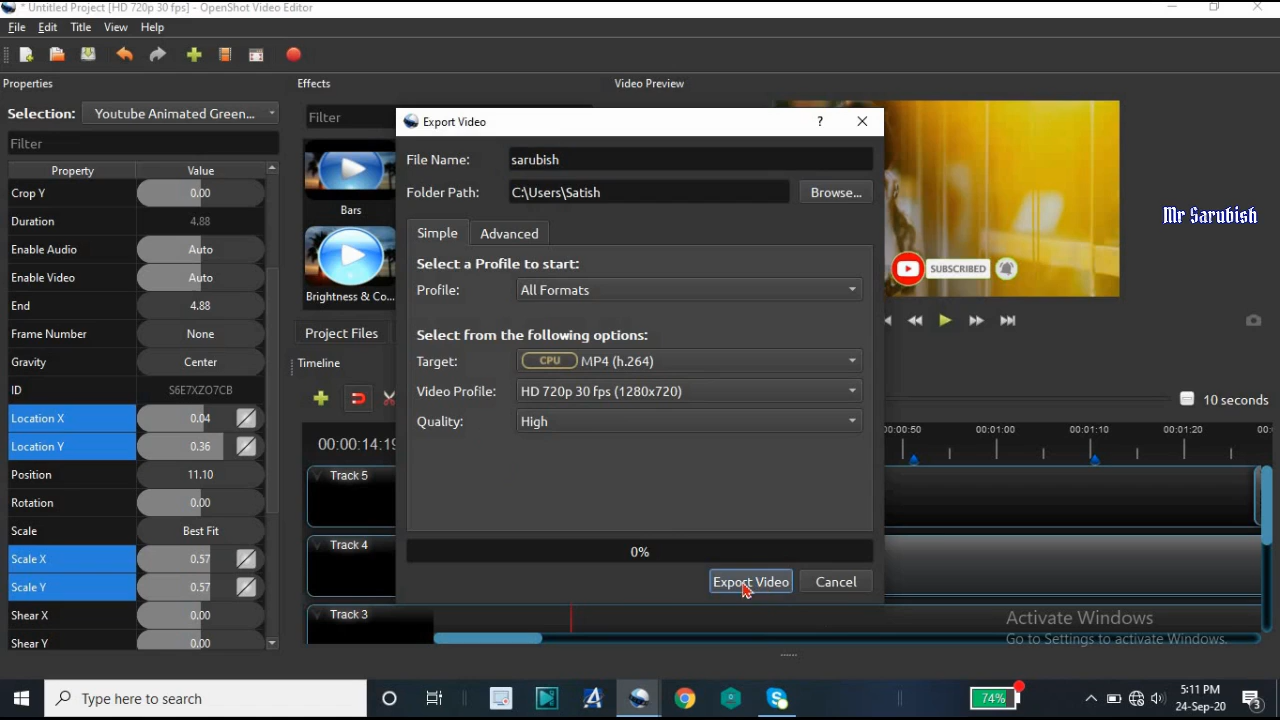 * Untitled Project [HD 720p 30 fps] - OpenShot Video Editor
File Edit Title View Help
Properties
Effects
Video Preview
Selection: Youtube Animated Green...
Filter
Property Value
Crop Y 0.00
Duration 4.88
Enable Audio Auto
Enable Video Auto
End 4.88
Frame Number None
Gravity Center
ID S6E7XZO7CB
Location X 0.04
Location Y 0.36
Position 11.10
Rotation 0.00
Scale Best Fit
Scale X 0.57
Scale Y 0.57
Shear X 0.00
Shear Y 0.00
Filter
Bars
Brightness & Co...
Project Files
Timeline
00:00:14:19
Track 5
Track 4
Track 3
Export Video
?
File Name: sarubish
Folder Path: C:\Users\Satish
Browse...
Simple Advanced
Select a Profile to start:
Profile: All Formats
Select from the following options:
Target: CPU MP4 (h.264)
Video Profile: HD 720p 30 fps (1280x720)
Quality: High
0%
Export Video Cancel
SUBSCRIBED
Mr Sarubish
10 seconds
00:00:50 00:01:00 00:01:10 00:01:20
Activate Windows
Go to Settings to activate Windows.
Type here to search
74%
5:11 PM
24-Sep-20
3